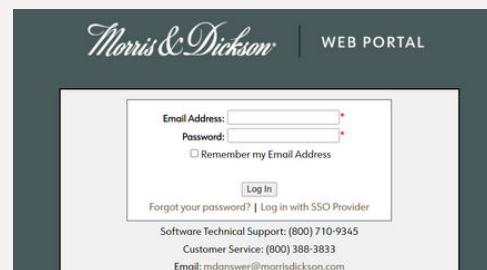 Morris & Dickson WEB PORTAL
Email Address: *
Password: *
Remember my Email Address
Log In
Forgot your password? | Log in with SSO Provider
Software Technical Support: (800) 710-9345
Customer Service: (800) 388-3833
Email: mdanswer@morrisdickson.com